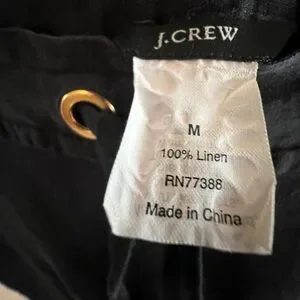 J.CREW
M
100% Linen
RN77388
Made in China